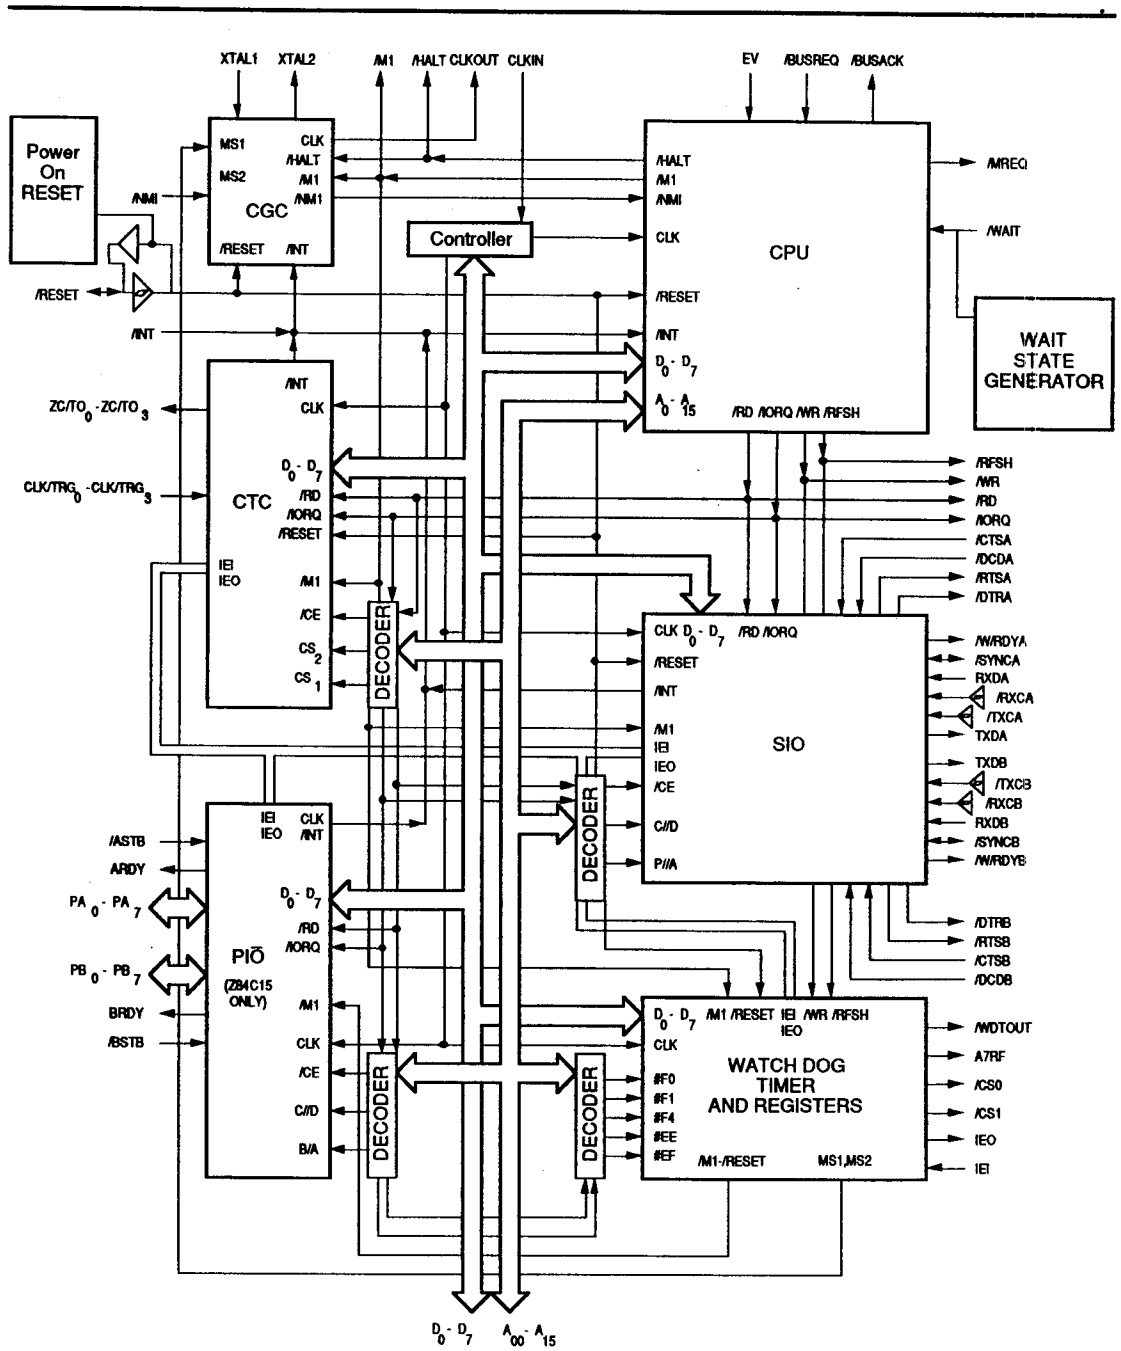 XTAL1 XTAL2 /M1 /HALT CLKOUT CLKIN EV /BUSREQ /BUSACK
Power
On
RESET
MS1
MS2
CLK
/HALT
/M1
/NM1
CGC
/RESET /INT
/NMI
/RESET
/INT
Controller
/HALT
/M1
/NMI
CLK
/RESET
/INT
D0 - D7
A0 - A15
CPU
/RD /IORQ /WR /RFSH
/MREQ
/WAIT
WAIT
STATE
GENERATOR
ZC/TO0 - ZC/TO3
CLK/TRG0 - CLK/TRG3
/INT
CLK
D0 - D7
CTC
/RD
/IORQ
/RESET
IEI
IEO
/M1
/CE
CS2
CS1
DECODER
/RFSH
/WR
/RD
/IORQ
/CTSA
/DCDA
/RTSA
/DTRA
CLK D0 - D7 /RD /IORQ
/RESET
/INT
/M1
IEI
IEO
/CE
C//D
P//A
SIO
DECODER
/W/RDYA
/SYNCA
RXDA
/RXCA
/TXCA
TXDA
TXDB
/TXCB
/RXCB
RXDB
/SYNCB
/W/RDYB
/DTRB
/RTSB
/CTSB
/DCDB
/ASTB
ARDY
PA0 - PA7
PB0 - PB7
BRDY
/BSTB
IEI CLK
IEO /INT
D0 - D7
/RD
/IORQ
PIO
(Z84C15
ONLY)
/M1
CLK
/CE
C//D
B/A
DECODER
DECODER
D0 - D7 /M1 /RESET IEI /WR /RFSH
IEO
CLK
WATCH DOG
TIMER
AND REGISTERS
#F0
#F1
#F4
#EE
#EF
/M1-/RESET MS1,MS2
/WDTOUT
A7RF
/CS0
/CS1
IEO
IEI
D0 - D7 A00 - A15